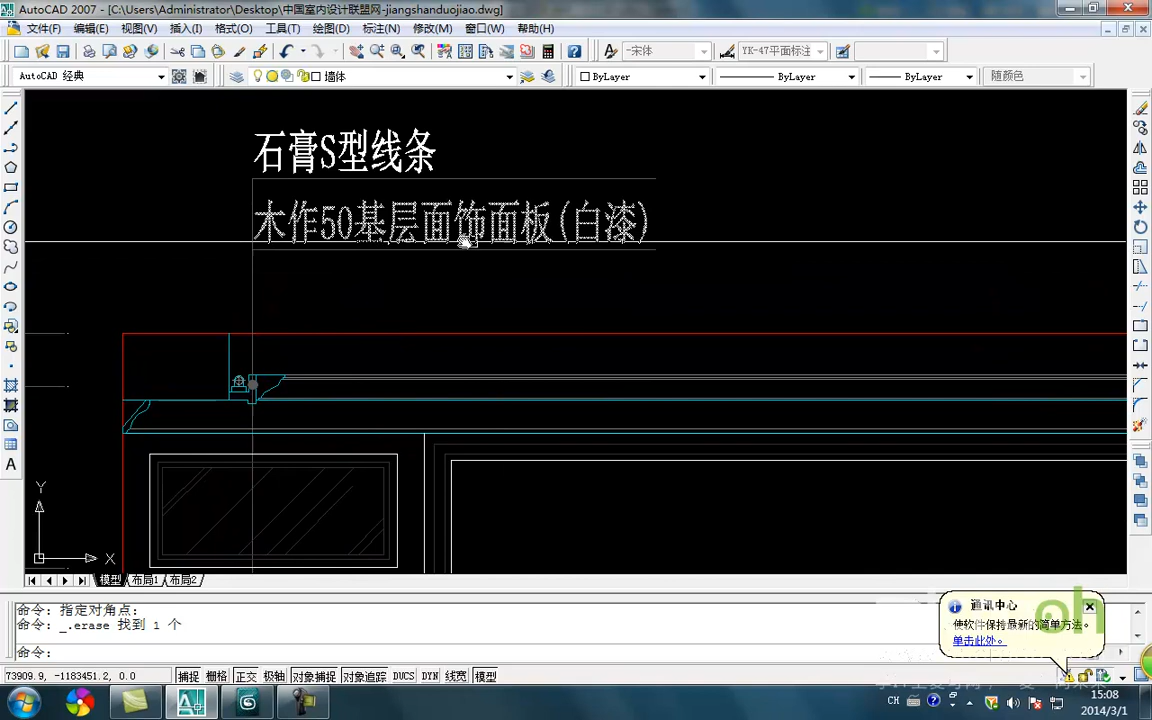 AutoCAD 2007 - [C:\Users\Administrator\Desktop\中国室内设计联盟网-jiangshanduojiao.dwg]
文件(F) 编辑(E) 视图(V) 插入(I) 格式(O) 工具(T) 绘图(D) 标注(N) 修改(M) 窗口(W) 帮助(H)
-宋体 YK-47平面标注
AutoCAD 经典 墙体 ByLayer ByLayer ByLayer 随颜色
石膏S型线条
木作50基层面饰面板(白漆)
Y
X
模型 布局1 布局2
命令: 指定对角点:
命令: _.erase 找到 1 个
命令:
通讯中心
使软件保持最新的简单方法。
单击此处。
oh
73909.9, -1183451.2, 0.0 捕捉 栅格 正交 极轴 对象捕捉 对象追踪 DUCS DYN 线宽 模型
CH 15:08
2014/3/1